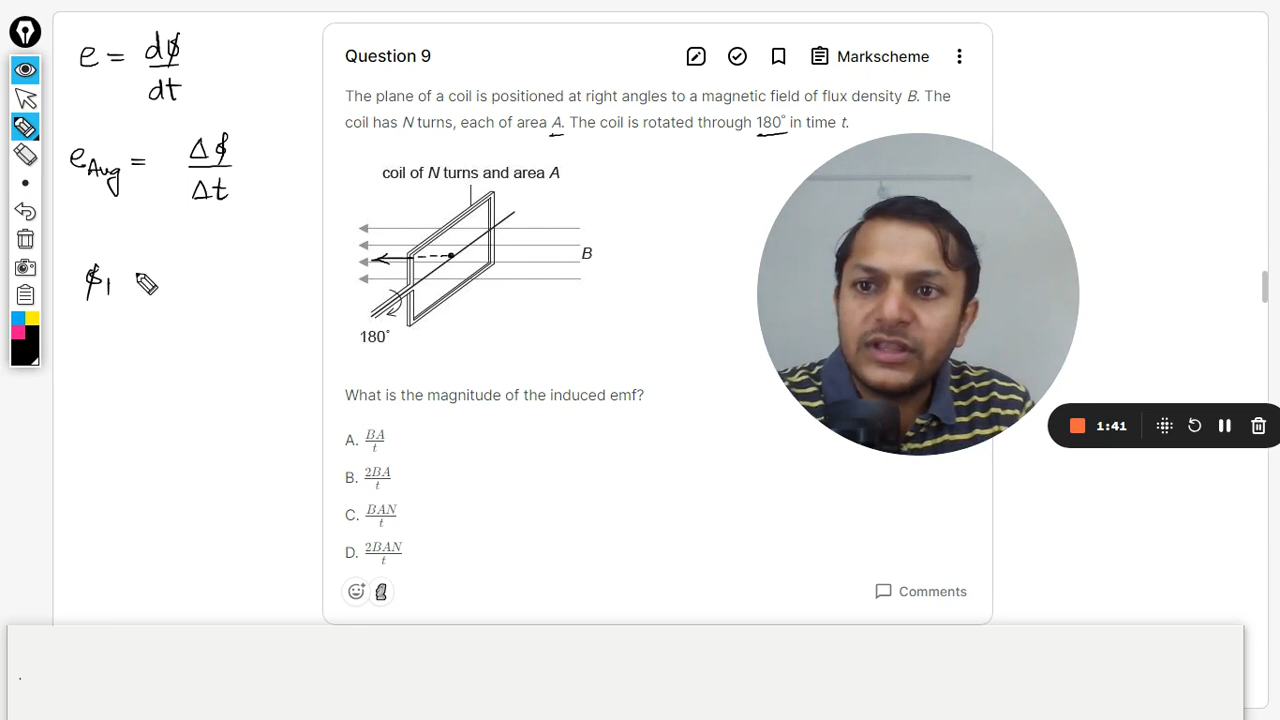 e = dϕ/dt
e Avg = Δϕ/Δt
ϕ1
Question 9
Markscheme
The plane of a coil is positioned at right angles to a magnetic field of flux density B. The
coil has N turns, each of area A. The coil is rotated through 180° in time t.
coil of N turns and area A
B
180°
What is the magnitude of the induced emf?
A. BA/t
B. 2BA/t
C. BAN/t
D. 2BAN/t
Comments
1:41